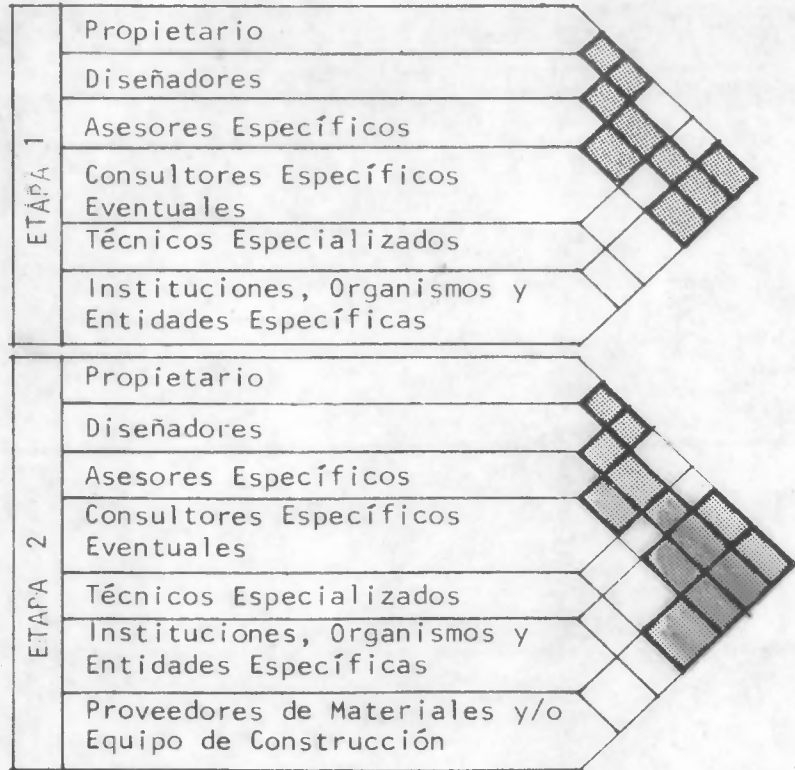 ETAPA 1
Propietario
Diseñadores
Asesores Específicos
Consultores Específicos
Eventuales
Técnicos Especializados
Instituciones, Organismos y
Entidades Específicas
ETAPA 2
Propietario
Diseñadores
Asesores Específicos
Consultores Específicos
Eventuales
Técnicos Especializados
Instituciones, Organismos y
Entidades Específicas
Proveedores de Materiales y/o
Equipo de Construcción